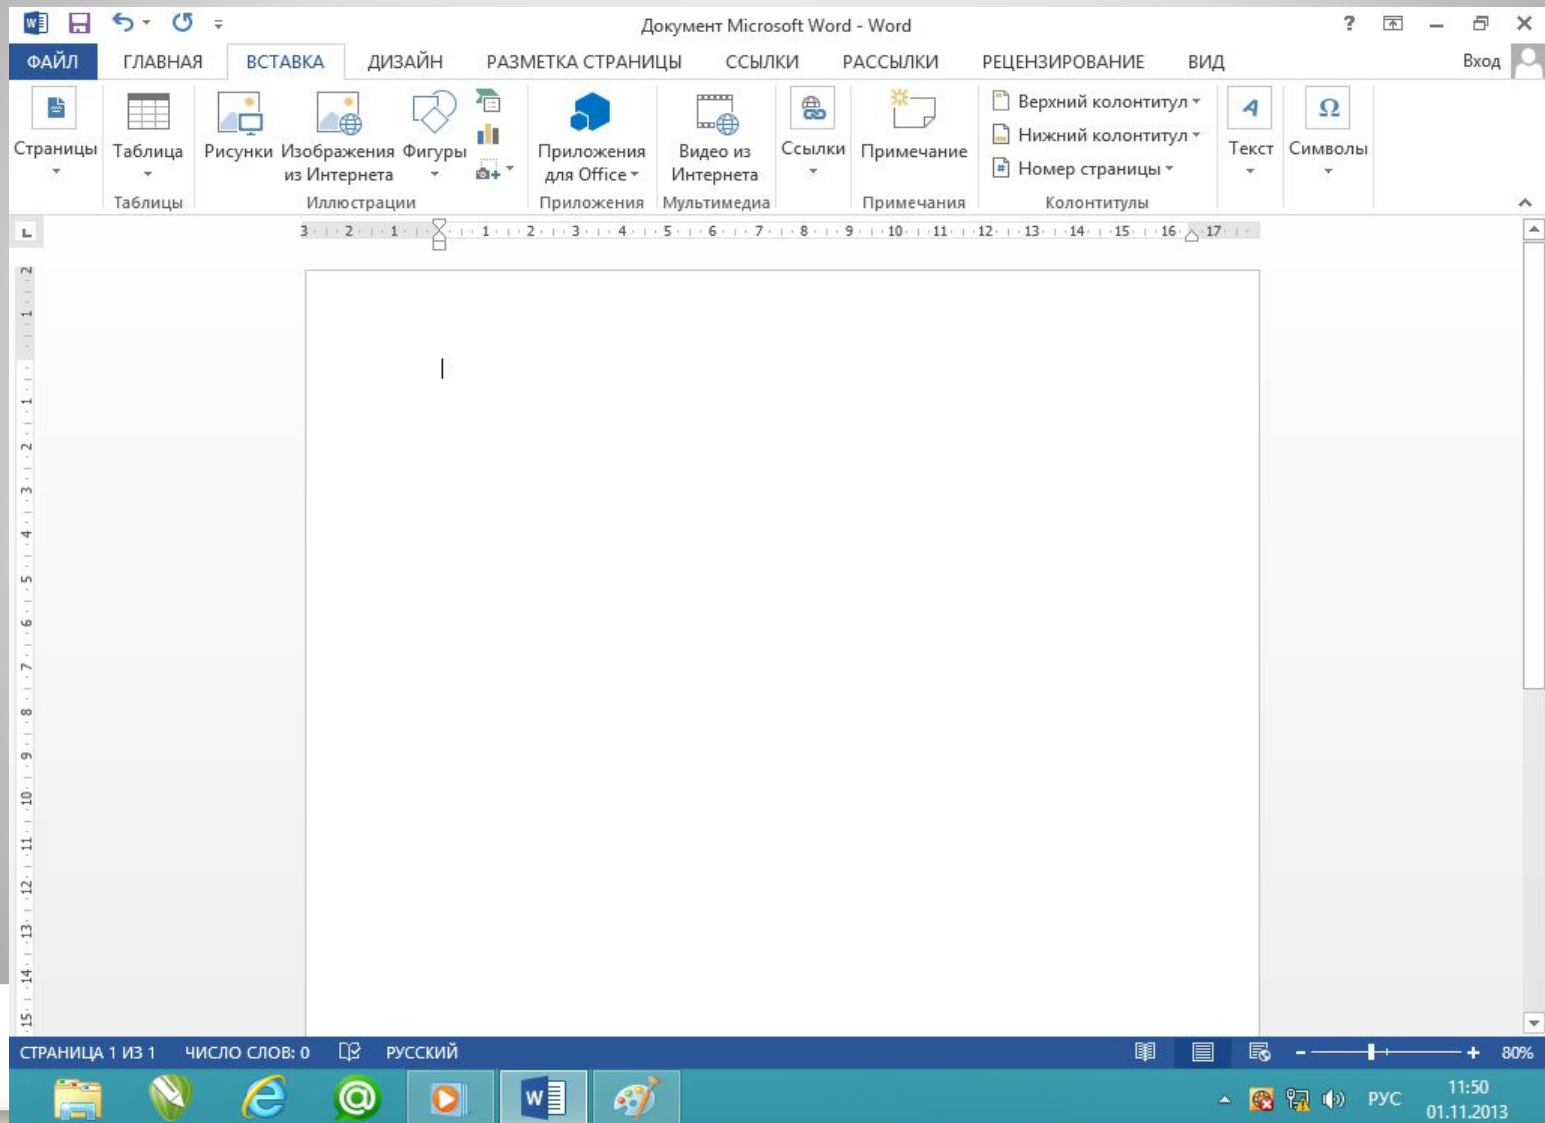 Документ Microsoft Word - Word
ФАЙЛ ГЛАВНАЯ ВСТАВКА ДИЗАЙН РАЗМЕТКА СТРАНИЦЫ ССЫЛКИ РАССЫЛКИ РЕЦЕНЗИРОВАНИЕ ВИД Вход
Страницы
Таблица
Таблицы
Рисунки
Изображения
из Интернета
Фигуры
Иллюстрации
Приложения
для Office
Приложения
Видео из
Интернета
Мультимедиа
Ссылки
Примечание
Примечания
Верхний колонтитул
Нижний колонтитул
Номер страницы
Колонтитулы
Текст
Символы
3 2 1 1 2 3 4 5 6 7 8 9 10 11 12 13 14 15 16 17
2 1 1 2 3 4 5 6 7 8 9 10 11 12 13 14 15
СТРАНИЦА 1 ИЗ 1 ЧИСЛО СЛОВ: 0 РУССКИЙ 80%
РУС
11:50
01.11.2013